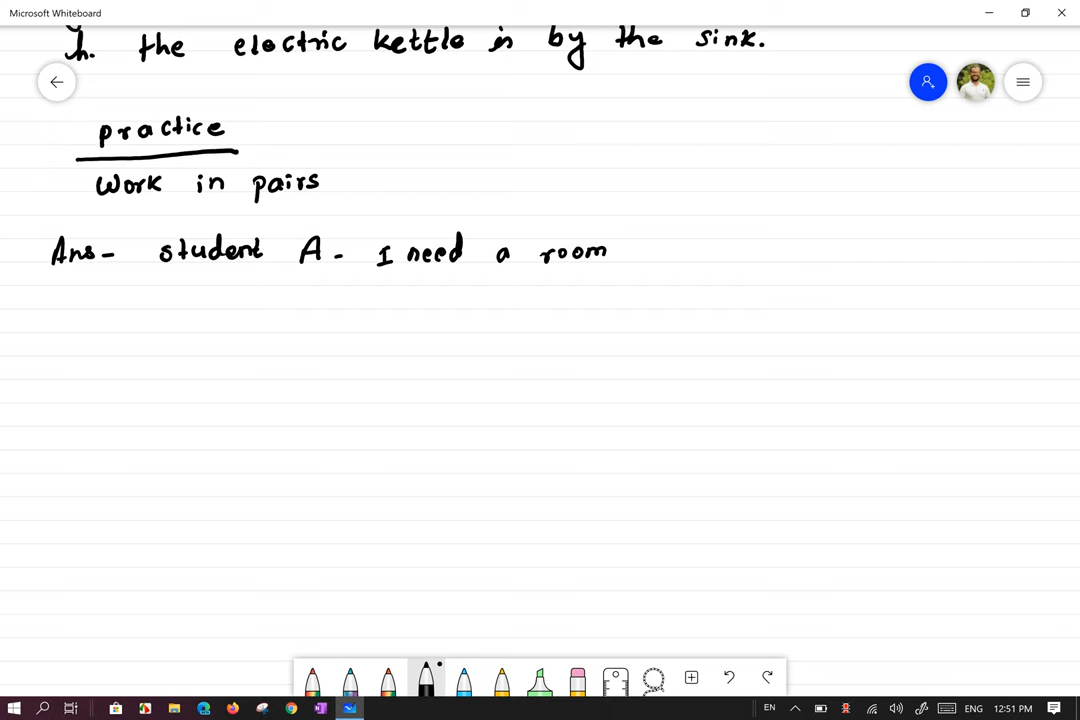 Microsoft Whiteboard
h. the electric kettle is by the sink.
practice
Work in pairs
Ans- student A- I need a room
EN
ENG
12:51 PM